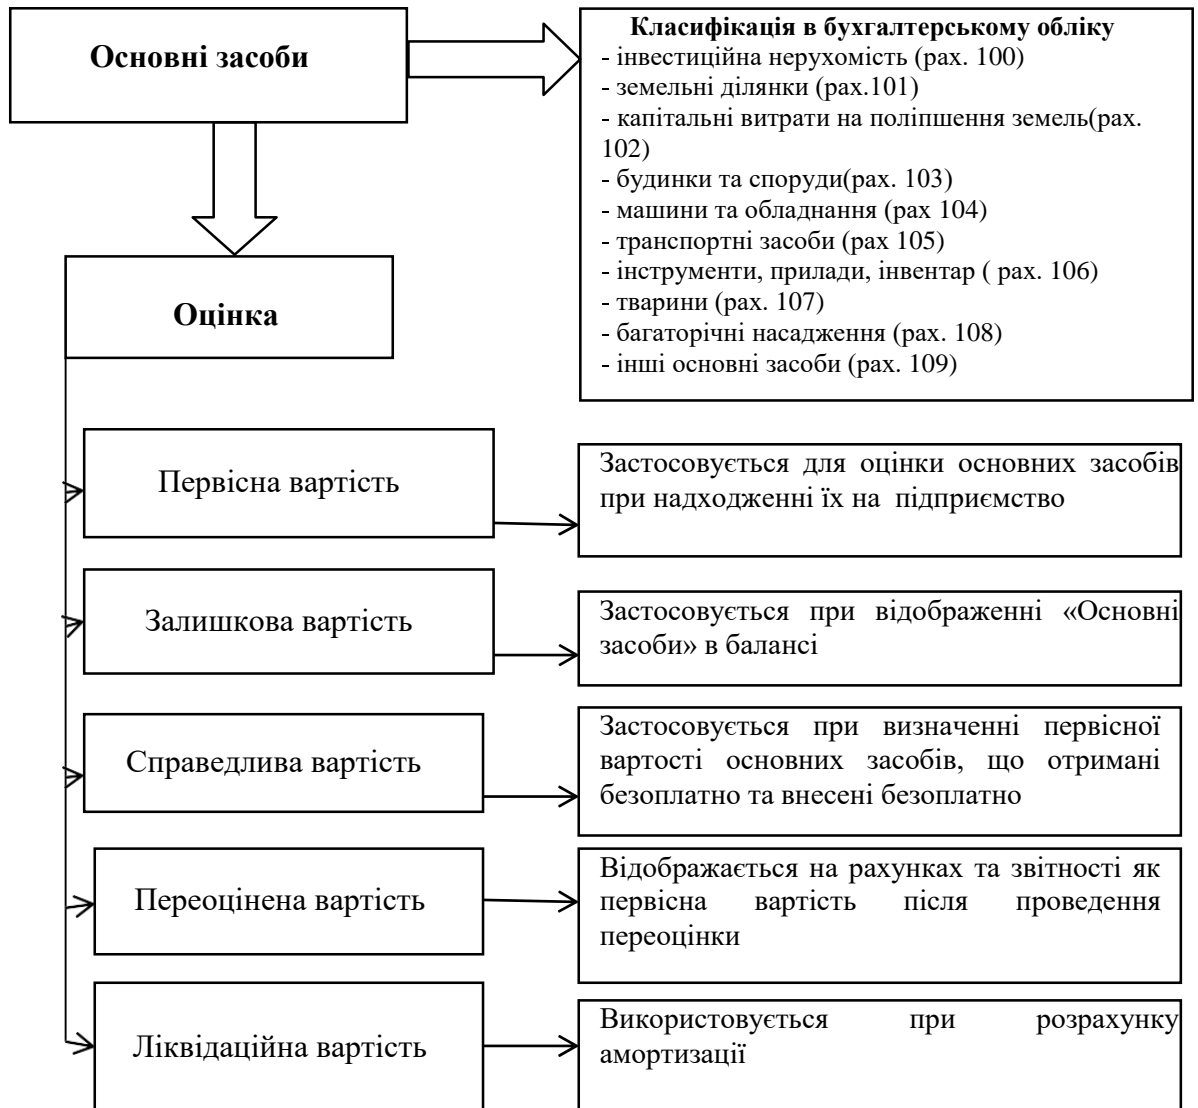 Основні засоби
Класифікація в бухгалтерському обліку
- інвестиційна нерухомість (рах. 100)
- земельні ділянки (рах.101)
- капітальні витрати на поліпшення земель(рах.
102)
- будинки та споруди(рах. 103)
- машини та обладнання (рах 104)
- транспортні засоби (рах 105)
- інструменти, прилади, інвентар ( рах. 106)
- тварини (рах. 107)
- багаторічні насадження (рах. 108)
- інші основні засоби (рах. 109)
Оцінка
Первісна вартість
Застосовується для оцінки основних засобів
при надходженні їх на підприємство
Залишкова вартість
Застосовується при відображенні «Основні
засоби» в балансі
Справедлива вартість
Застосовується при визначенні первісної
вартості основних засобів, що отримані
безоплатно та внесені безоплатно
Переоцінена вартість
Відображається на рахунках та звітності як
первісна вартість після проведення
переоцінки
Ліквідаційна вартість
Використовується при розрахунку
амортизації